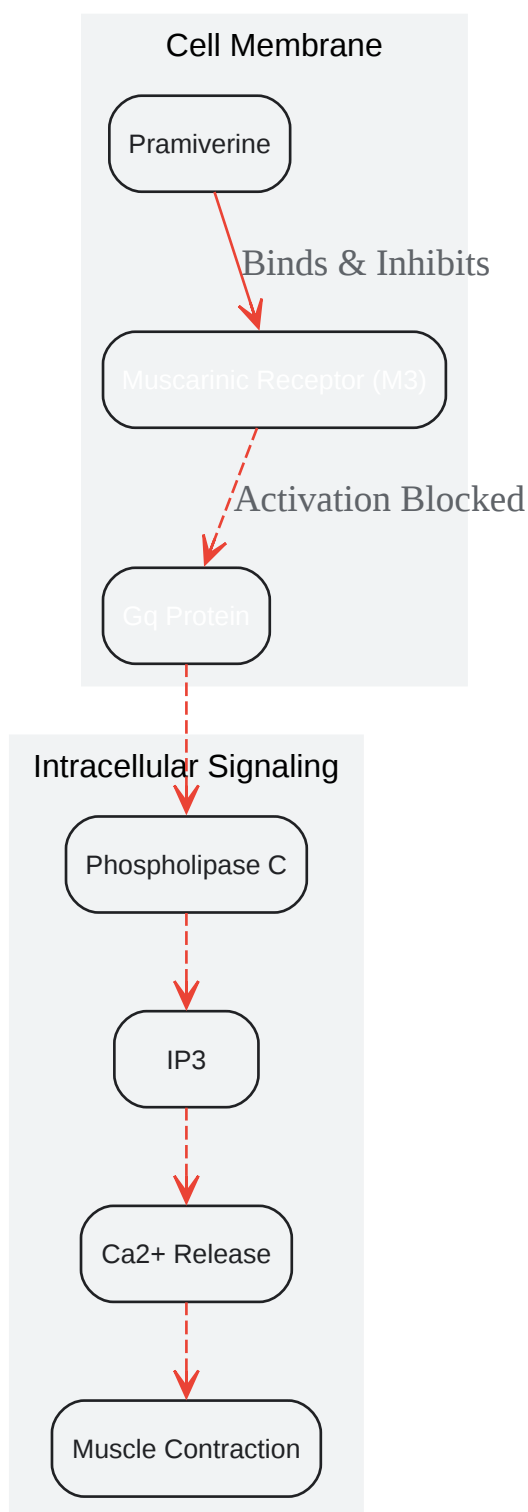 Cell Membrane
Pramiverine
Binds & Inhibits
Muscarinic Receptor (M3)
Activation Blocked
Gq Protein
Intracellular Signaling
Phospholipase C
IP3
Ca2+ Release
Muscle Contraction